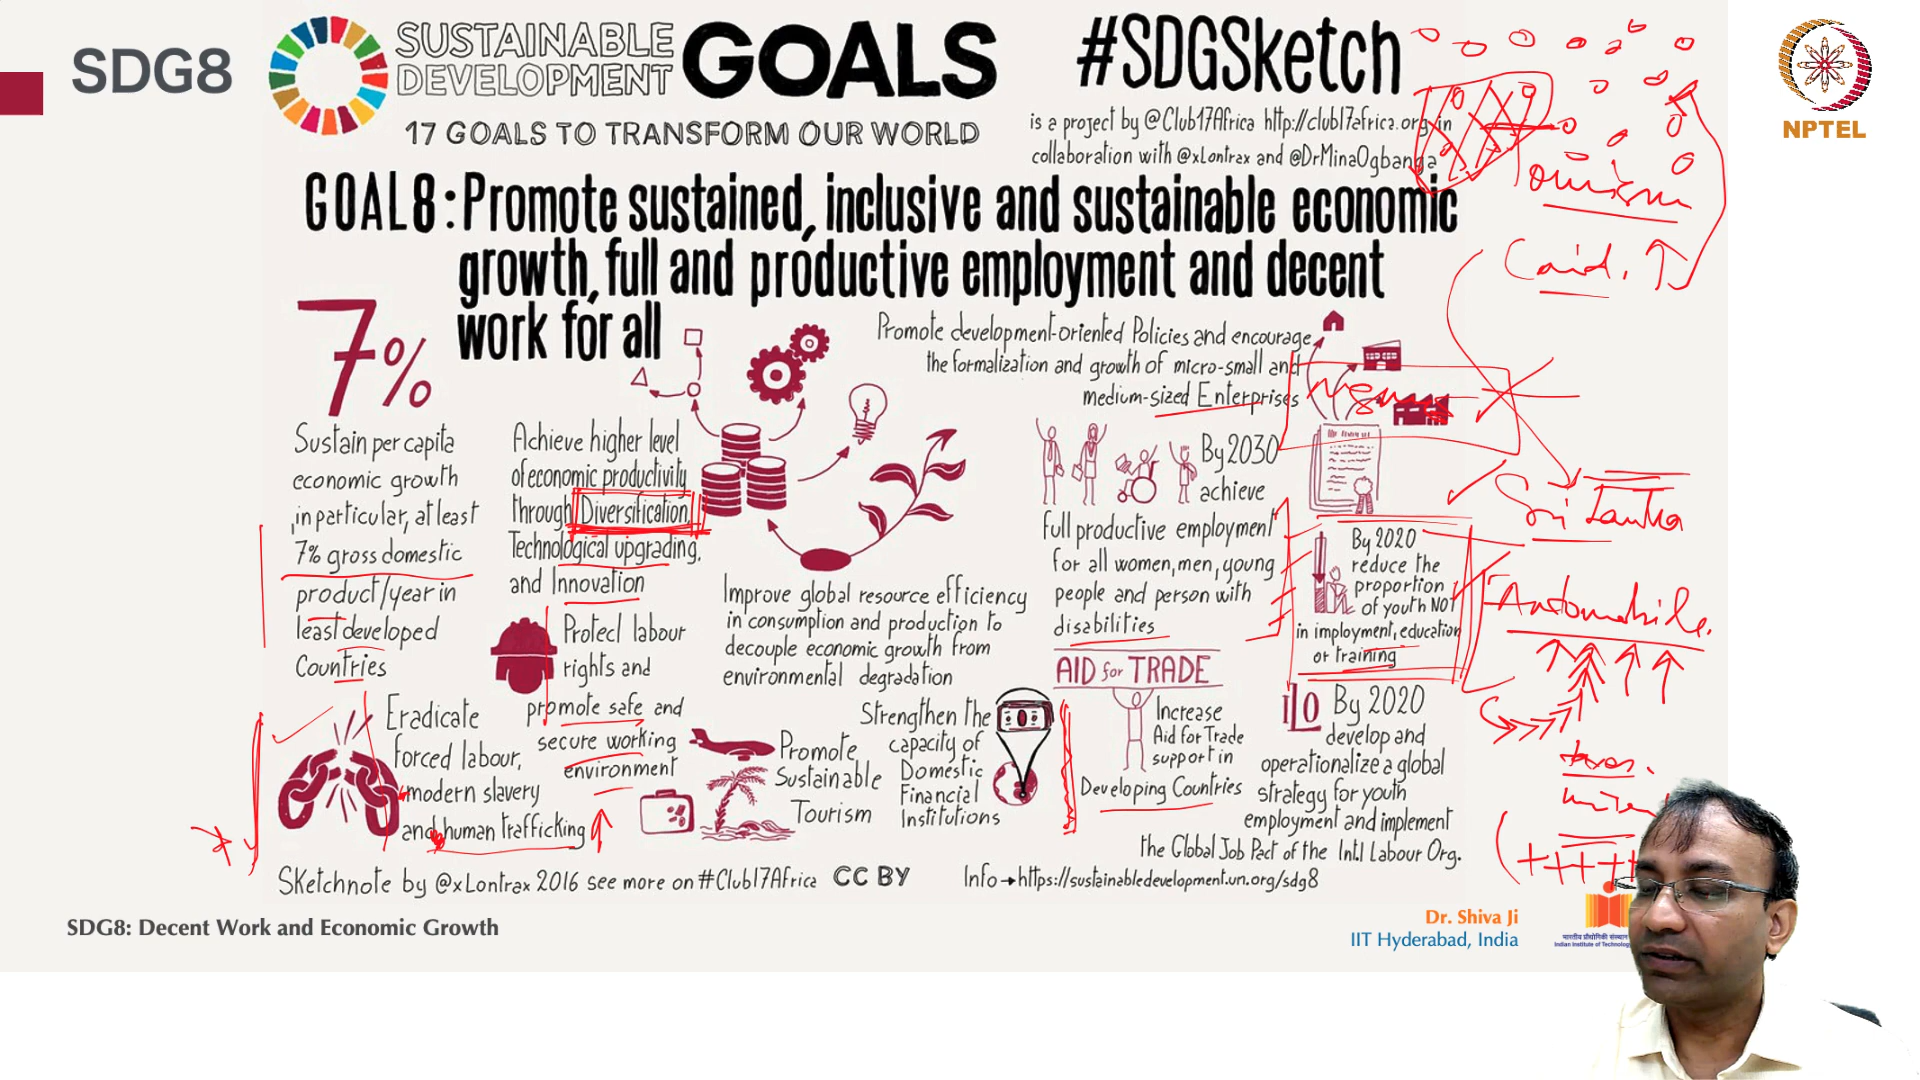 SDG8
SUSTAINABLE
DEVELOPMENT
GOALS
17 GOALS TO TRANSFORM OUR WORLD
#SDGSketch
is a project by @Club17Africa http://club17africa.org in
collaboration with @xLontrax and @DrMinaOgbanga
NPTEL
GOAL8: Promote sustained, inclusive and sustainable economic
growth, full and productive employment and decent
work for all
Tourism
Covid. ↑
7%
Sustain per capita
economic growth
, in particular, at least
7% gross domestic
product/year in
least developed
Countries
Achieve higher level
of economic productivity
through Diversification,
Technological upgrading,
and Innovation
Promote development-oriented Policies and encourage
the formalization and growth of micro-small and
medium-sized Enterprises
By 2030
achieve
full productive employment
for all women, men, young
people and person with
disabilities
Sri Lanka
By 2020
reduce the
proportion
of youth NOT
in imployment, education
or training
Automobile.
Protect labour
rights and
promote safe and
secure working
environment
Improve global resource efficiency
in consumption and production to
decouple economic growth from
environmental degradation
Eradicate
forced labour,
modern slavery
and human trafficking
Promote
Sustainable
Tourism
Strengthen the
capacity of
Domestic
Financial
Institutions
AID for TRADE
Increase
Aid for Trade
support in
Developing Countries
ILO By 2020
develop and
operationalize a global
strategy for youth
employment and implement
the Global Job Pact of the Int.l Labour Org.
Sketchnote by @xLontrax 2016 see more on #Club17Africa CC BY
Info→https://sustainabledevelopment.un.org/sdg8
SDG8: Decent Work and Economic Growth
Dr. Shiva Ji
IIT Hyderabad, India
भारतीय प्रौद्योगिकी संस्थान
Indian Institute of Technology